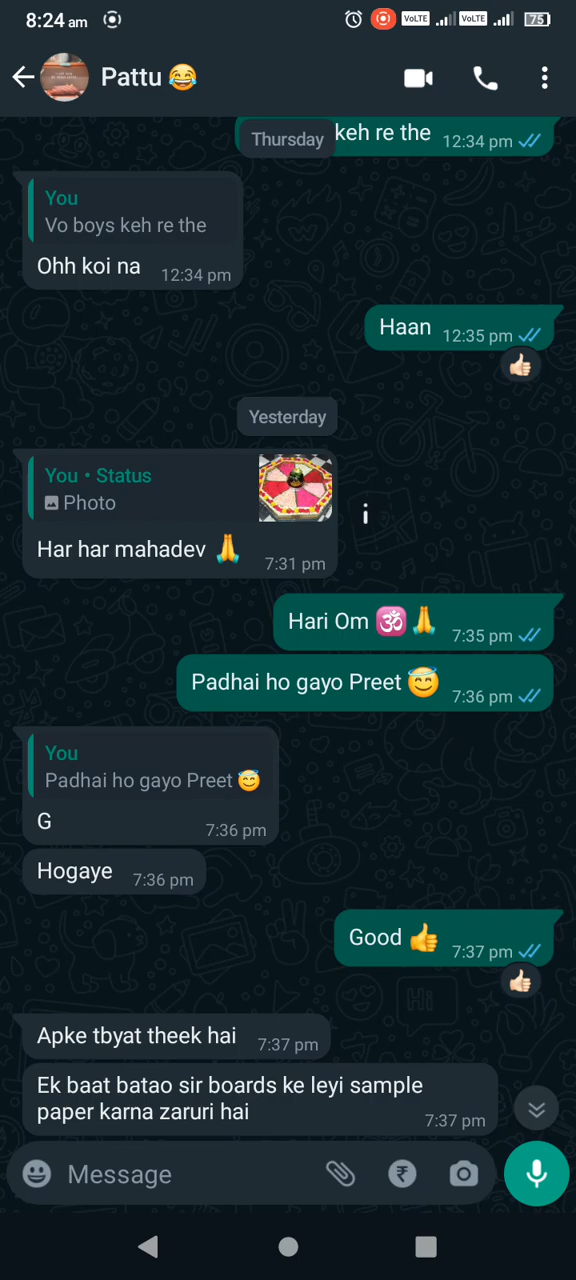 8:24 am
VoLTE
VoLTE
75
Pattu 😂
Thursday
keh re the 12:34 pm
You
Vo boys keh re the
Ohh koi na 12:34 pm
Haan 12:35 pm
👍🏻
Yesterday
You • Status
Photo
Har har mahadev 🙏 7:31 pm
Hari Om 🕉️🙏 7:35 pm
Padhai ho gayo Preet 😇 7:36 pm
You
Padhai ho gayo Preet 😇
G 7:36 pm
Hogaye 7:36 pm
Good 👍 7:37 pm
👍🏻
Apke tbyat theek hai 7:37 pm
Ek baat batao sir boards ke leyi sample
paper karna zaruri hai 7:37 pm
Message
₹